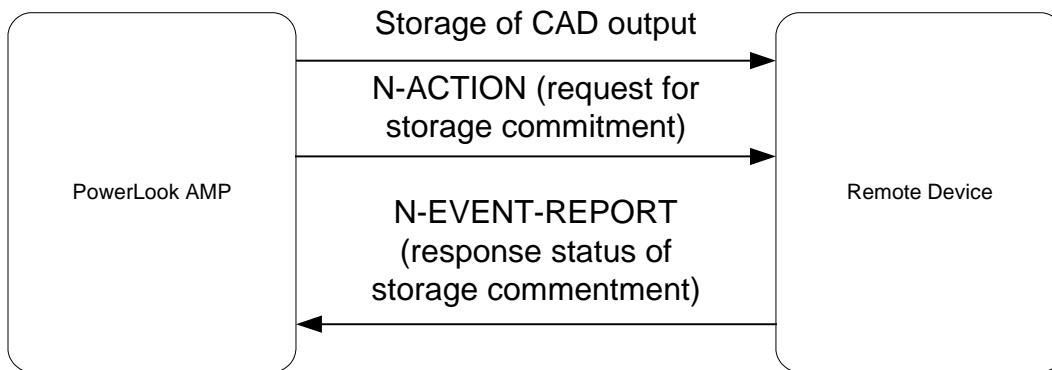 Storage of CAD output
N-ACTION (request for
storage commitment)
PowerLook AMP
Remote Device
N-EVENT-REPORT
(response status of
storage commentment)